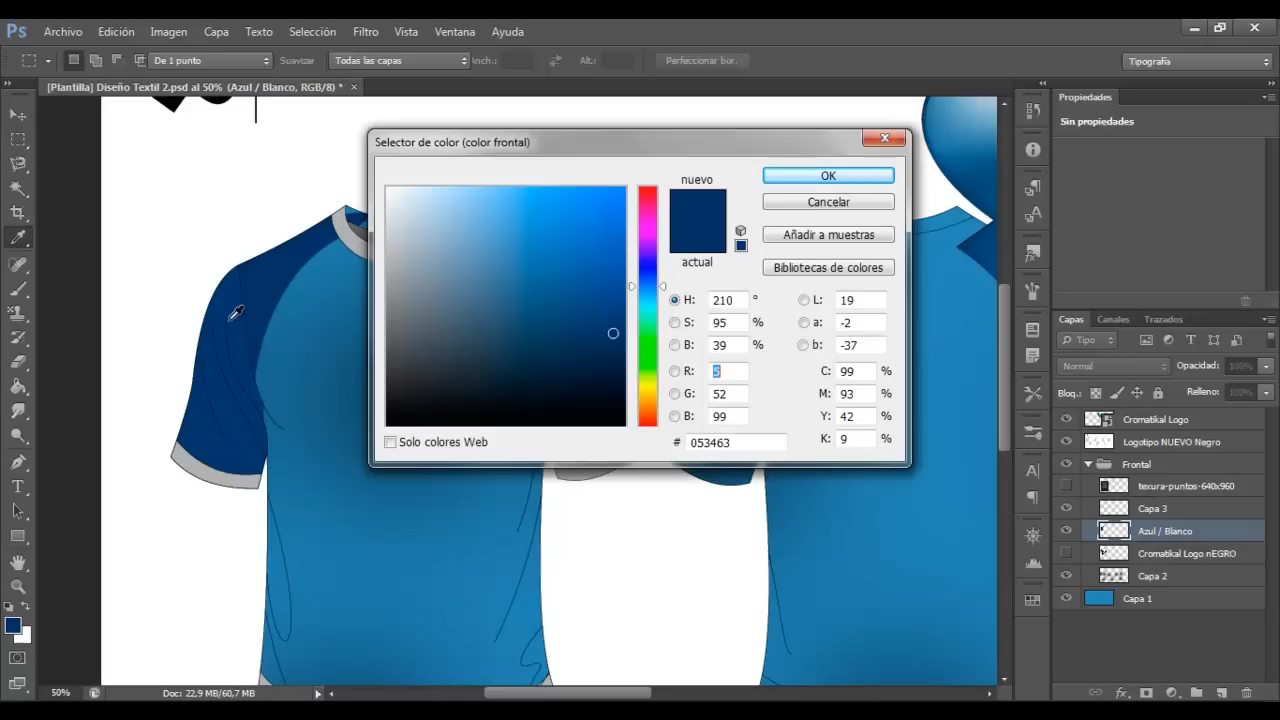 Ps Archivo Edición Imagen Capa Texto Selección Filtro Vista Ventana Ayuda
De 1 punto Suavizar Todas las capas Inch.: Alt.: Perfeccionar bor. Tipografía
[Plantilla] Diseño Textil 2.psd al 50% (Azul / Blanco, RGB/8) *
Propiedades
Sin propiedades
Selector de color (color frontal)
nuevo
actual
OK
Cancelar
Añadir a muestras
Bibliotecas de colores
H: 210 °
S: 95 %
B: 39 %
R: 5
G: 52
B: 99
L: 19
a: -2
b: -37
C: 99 %
M: 93 %
Y: 42 %
K: 9 %
Solo colores Web
# 053463
Capas Canales Trazados
Tipo
Normal Opacidad: 100%
Bloq.: Relleno: 100%
Cromatikal Logo
Logotipo NUEVO Negro
Frontal
texura-puntos-640x960
Capa 3
Azul / Blanco
Cromatikal Logo nEGRO
Capa 2
Capa 1
50% Doc: 22,9 MB/60,7 MB